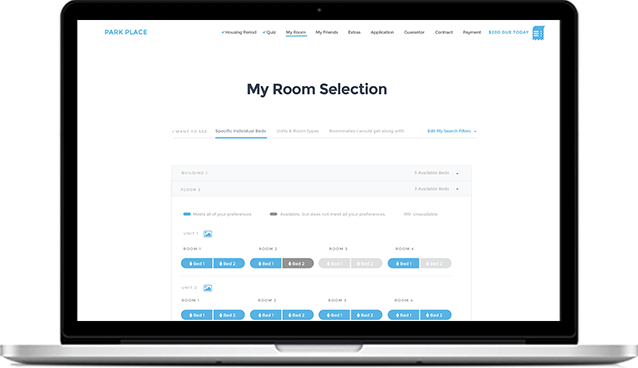 PARK PLACE
✔Housing Period ✔Quiz My Room My Friends Extras Application Guarantor Contract Payment $200 DUE TODAY
My Room Selection
I WANT TO SEE Specific Individual Beds Units & Room types Roommates I would get along with Edit My Search Filters
BUILDING 1 Available Beds
FLOOR 2 Available Beds
Meets all of your preferences Available, but does not meet all your preferences Unavailable
UNIT 1
ROOM 1 ROOM 2 ROOM 3 ROOM 4
Bed 1 Bed 2 Bed 1 Bed 2 Bed 1 Bed 2 Bed 1 Bed 2
UNIT 2
ROOM 1 ROOM 2 ROOM 3 ROOM 4
Bed 1 Bed 2 Bed 1 Bed 2 Bed 1 Bed 2 Bed 1 Bed 2